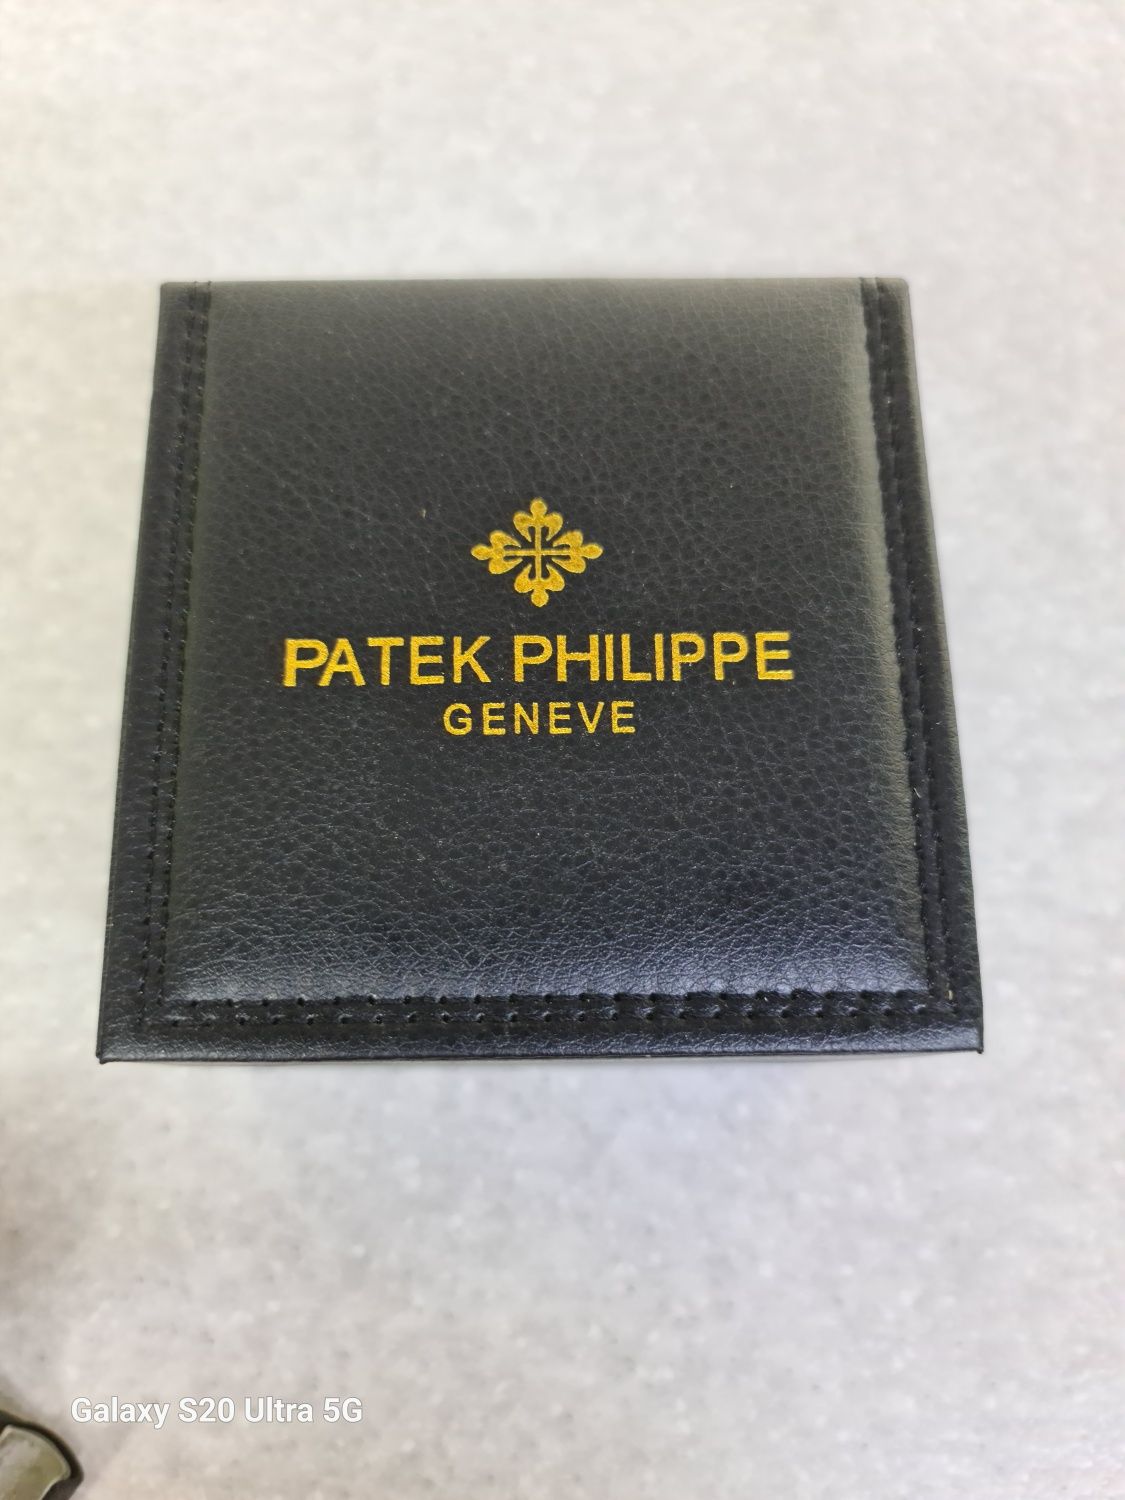 PATEK PHILIPPE
GENEVE
Galaxy S20 Ultra 5G